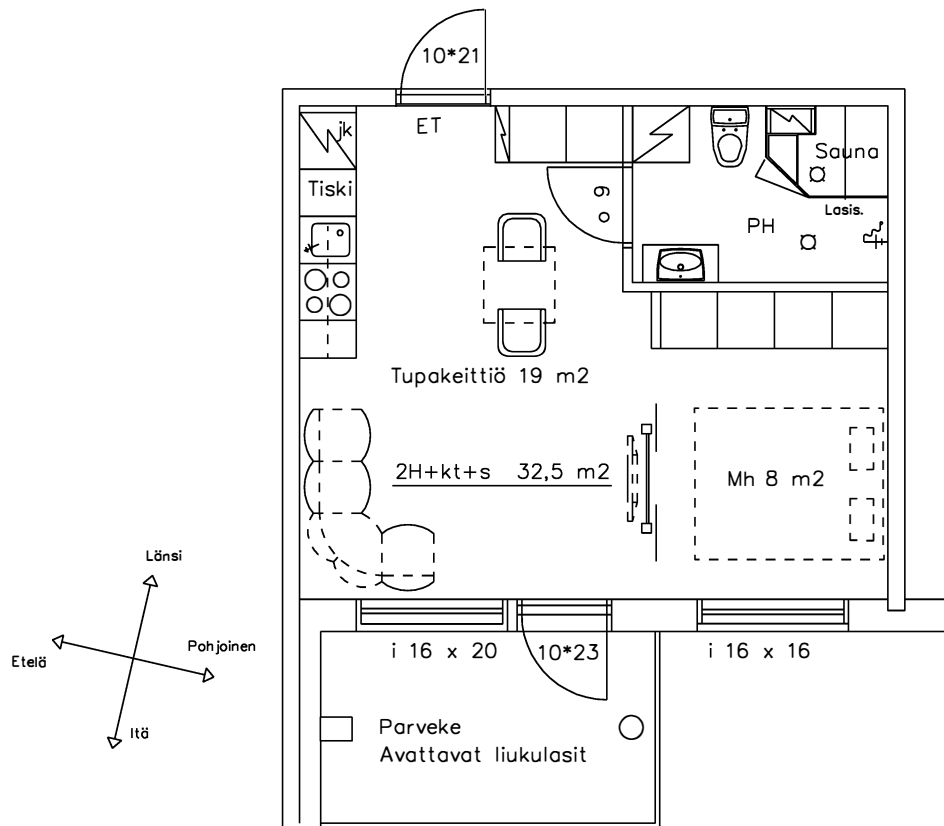 10*21
ET
jk
Tiski
Sauna
Lasis.
PH
9
Tupakeittiö 19 m2
2H+kt+s 32,5 m2
Mh 8 m2
Länsi
Pohjoinen
Etelä
Itä
i 16 x 20
10*23
i 16 x 16
Parveke
Avattavat liukulasit